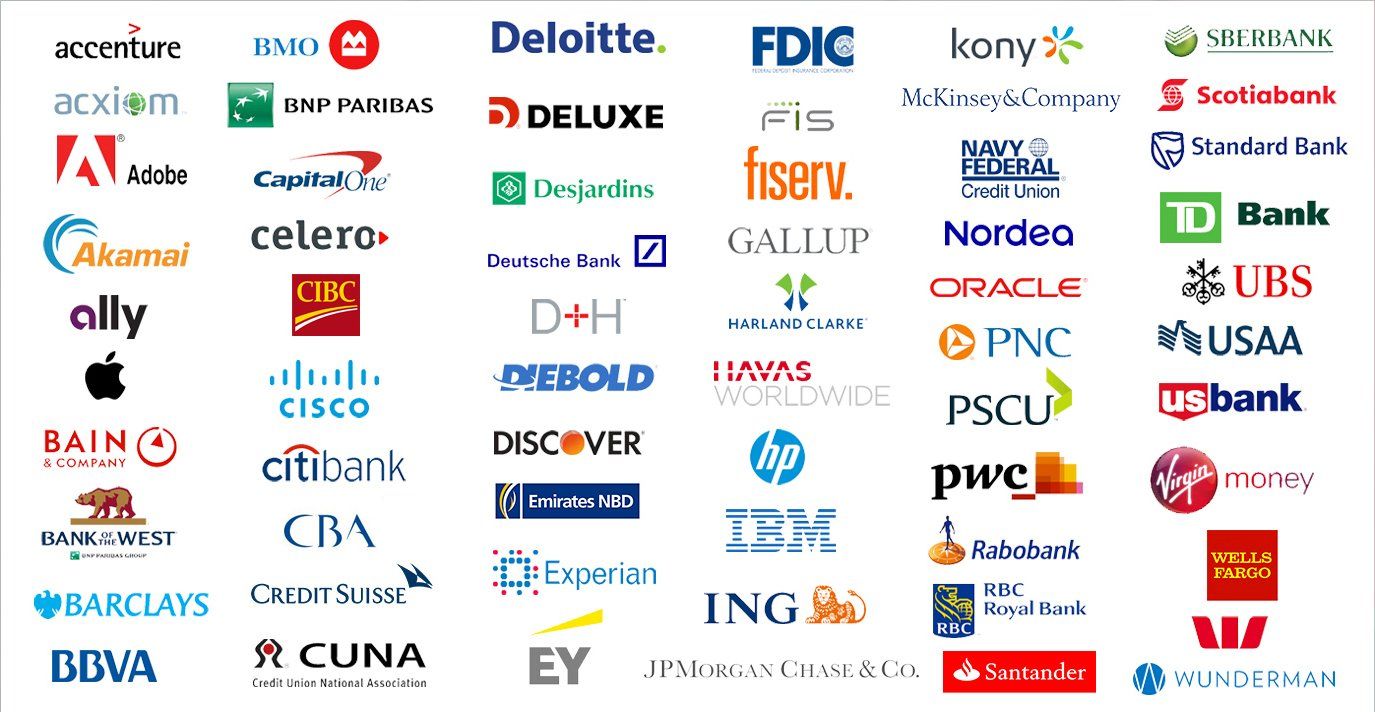 accenture
acxiom
Adobe
Akamai
ally
BAIN
& COMPANY
BANK OF THE WEST
BNP PARIBAS GROUP
BARCLAYS
BBVA
BMO
BNP PARIBAS
Capital One
celero
CIBC
CISCO
citibank
CBA
CREDIT SUISSE
CUNA
Credit Union National Association
Deloitte.
DELUXE
Desjardins
Deutsche Bank
D+H
DIEBOLD
DISCOVER
Emirates NBD
Experian
EY
FDIC
FEDERAL DEPOSIT INSURANCE CORPORATION
FIS
fiserv.
GALLUP
HARLAND CLARKE
HAVAS
WORLDWIDE
hp
IBM
ING
JPMORGAN CHASE & CO.
kony
McKinsey&Company
NAVY
FEDERAL
Credit Union
Nordea
ORACLE
PNC
PSCU
pwc
Rabobank
RBC
RBC
Royal Bank
Santander
SBERBANK
Scotiabank
Standard Bank
TD Bank
UBS
USAA
usbank
Virgin money
WELLS
FARGO
WUNDERMAN